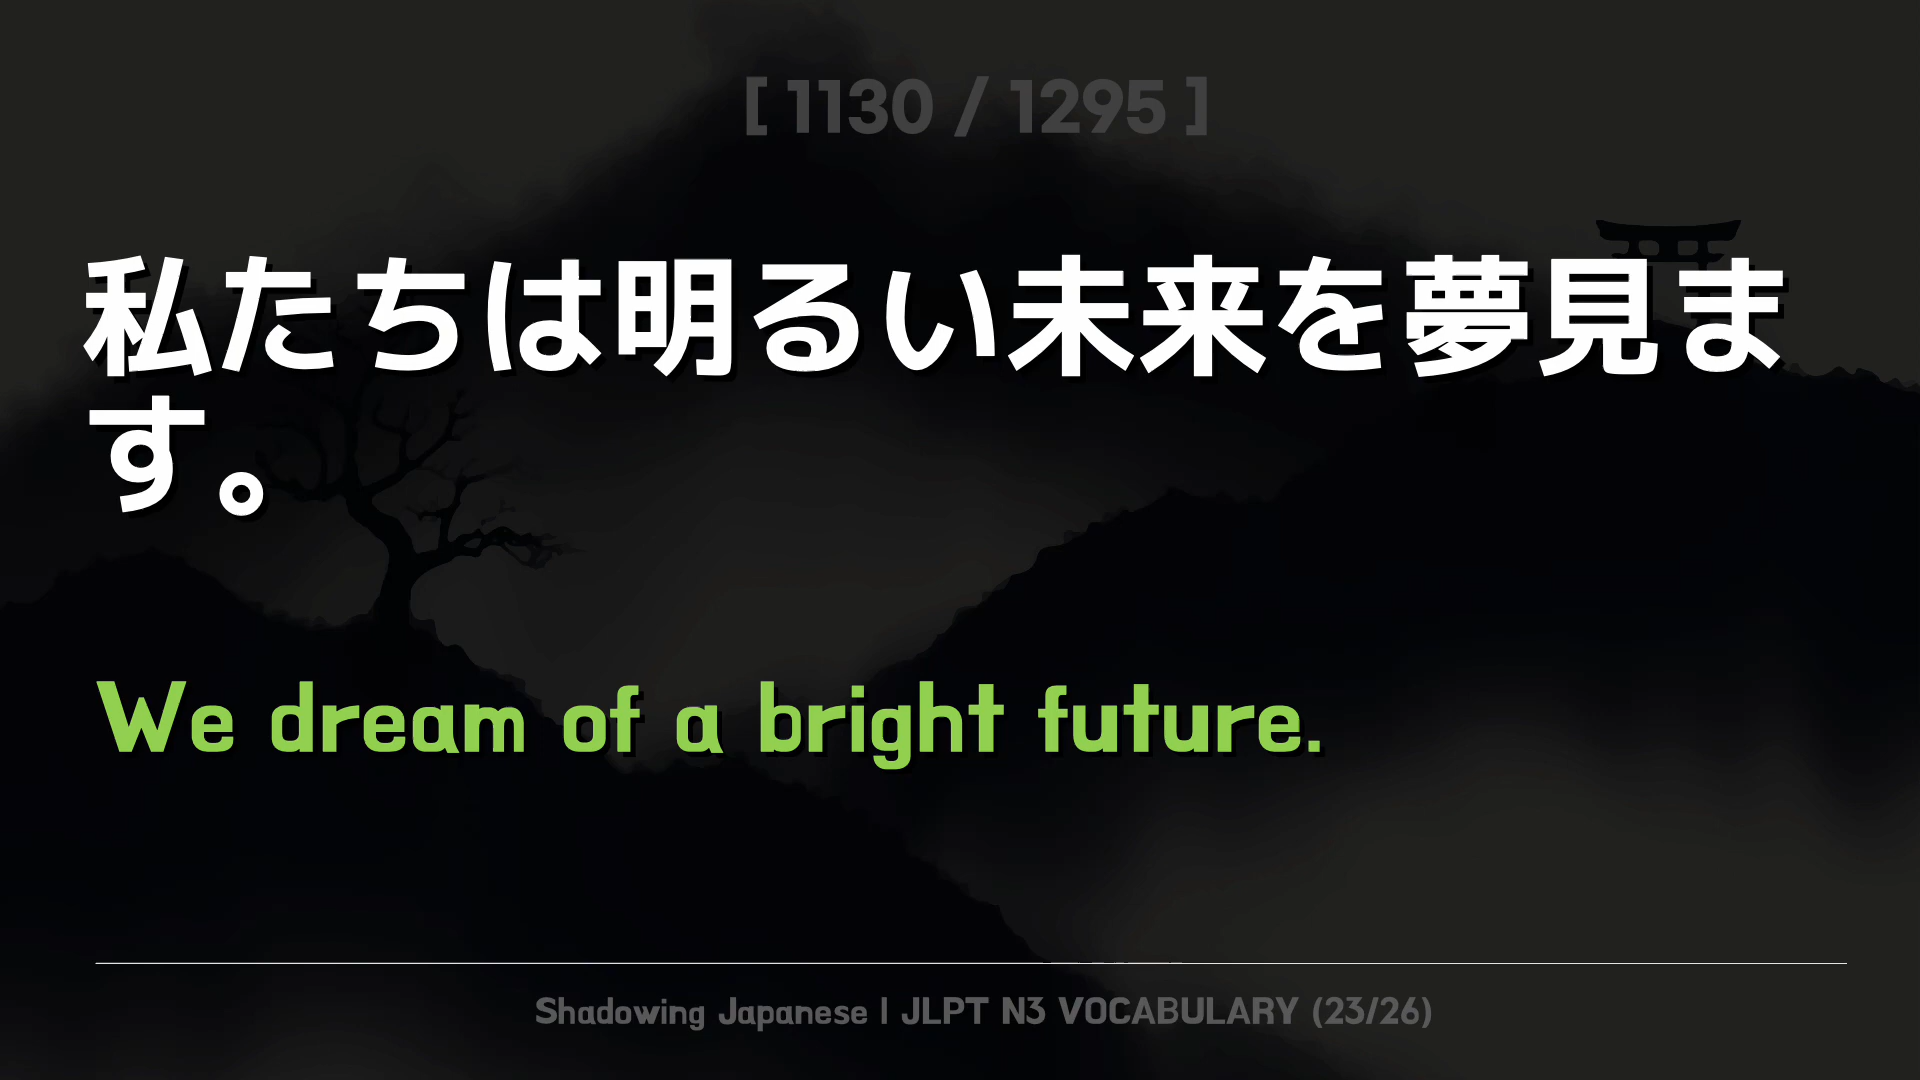 [ 1130 / 1295 ]
私たちは明るい未来を夢見ま
す。
We dream of a bright future.
Shadowing Japanese | JLPT N3 VOCABULARY (23/26)